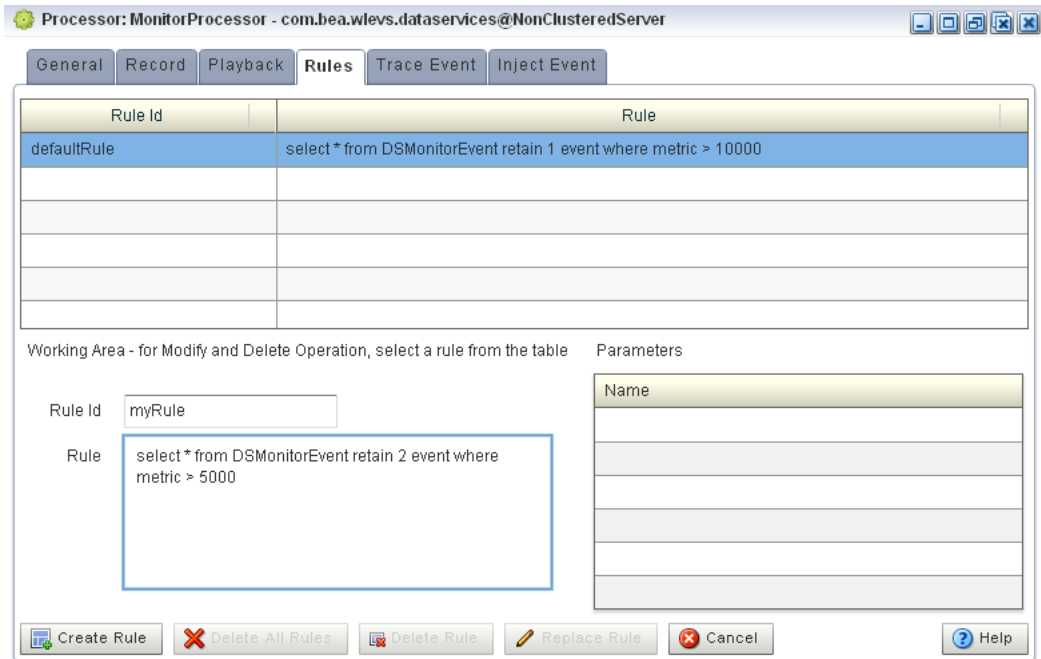 Processor: MonitorProcessor - com.bea.wlevs.dataservices@NonClusteredServer
General Record Playback Rules Trace Event Inject Event
Rule Id Rule
defaultRule select * from DSMonitorEvent retain 1 event where metric > 10000
Working Area - for Modify and Delete Operation, select a rule from the table Parameters
Name
Rule Id myRule
Rule select * from DSMonitorEvent retain 2 event where
metric > 5000
Create Rule Delete All Rules Delete Rule Replace Rule Cancel Help